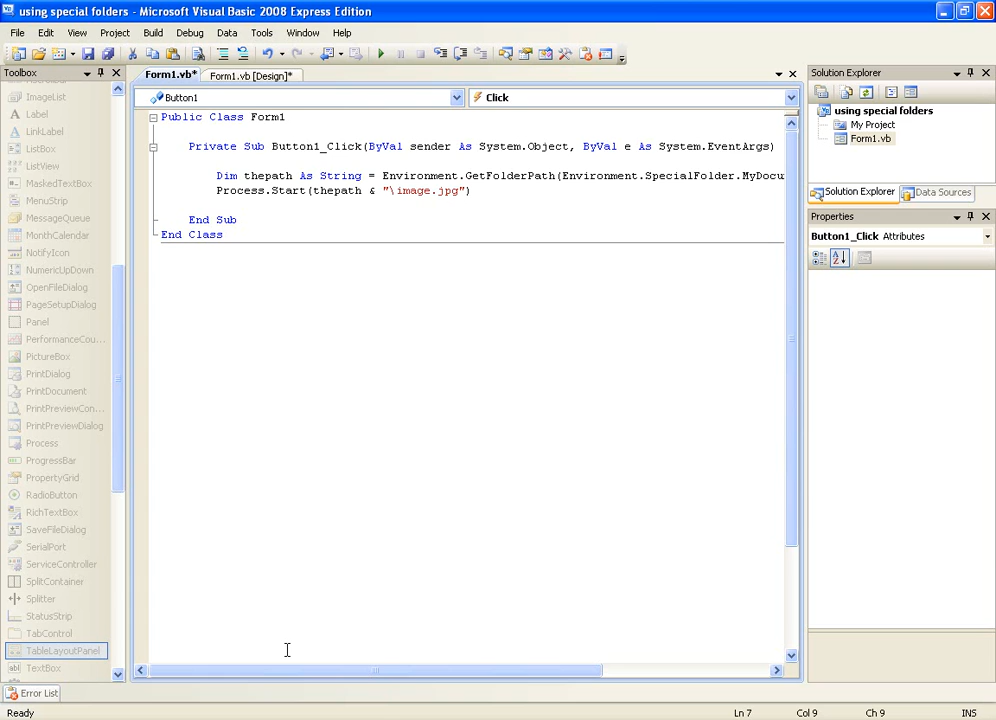 using special folders - Microsoft Visual Basic 2008 Express Edition
File Edit View Project Build Debug Data Tools Window Help
Toolbox
Form1.vb* Form1.vb [Design]*
Solution Explorer
Button1 Click
using special folders
My Project
Form1.vb
Solution Explorer Data Sources
Properties
Button1_Click Attributes
ImageList
Label
LinkLabel
ListBox
ListView
MaskedTextBox
MenuStrip
MessageQueue
MonthCalendar
NotifyIcon
NumericUpDown
OpenFileDialog
PageSetupDialog
Panel
PerformanceCou...
PictureBox
PrintDialog
PrintDocument
PrintPreviewCon...
PrintPreviewDialog
Process
ProgressBar
PropertyGrid
RadioButton
RichTextBox
SaveFileDialog
SerialPort
ServiceController
SplitContainer
Splitter
StatusStrip
TabControl
TableLayoutPanel
TextBox
Public Class Form1
Private Sub Button1_Click(ByVal sender As System.Object, ByVal e As System.EventArgs)
Dim thepath As String = Environment.GetFolderPath(Environment.SpecialFolder.MyDocu
Process.Start(thepath & "\image.jpg")
End Sub
End Class
Error List
Ready Ln 7 Col 9 Ch 9 INS